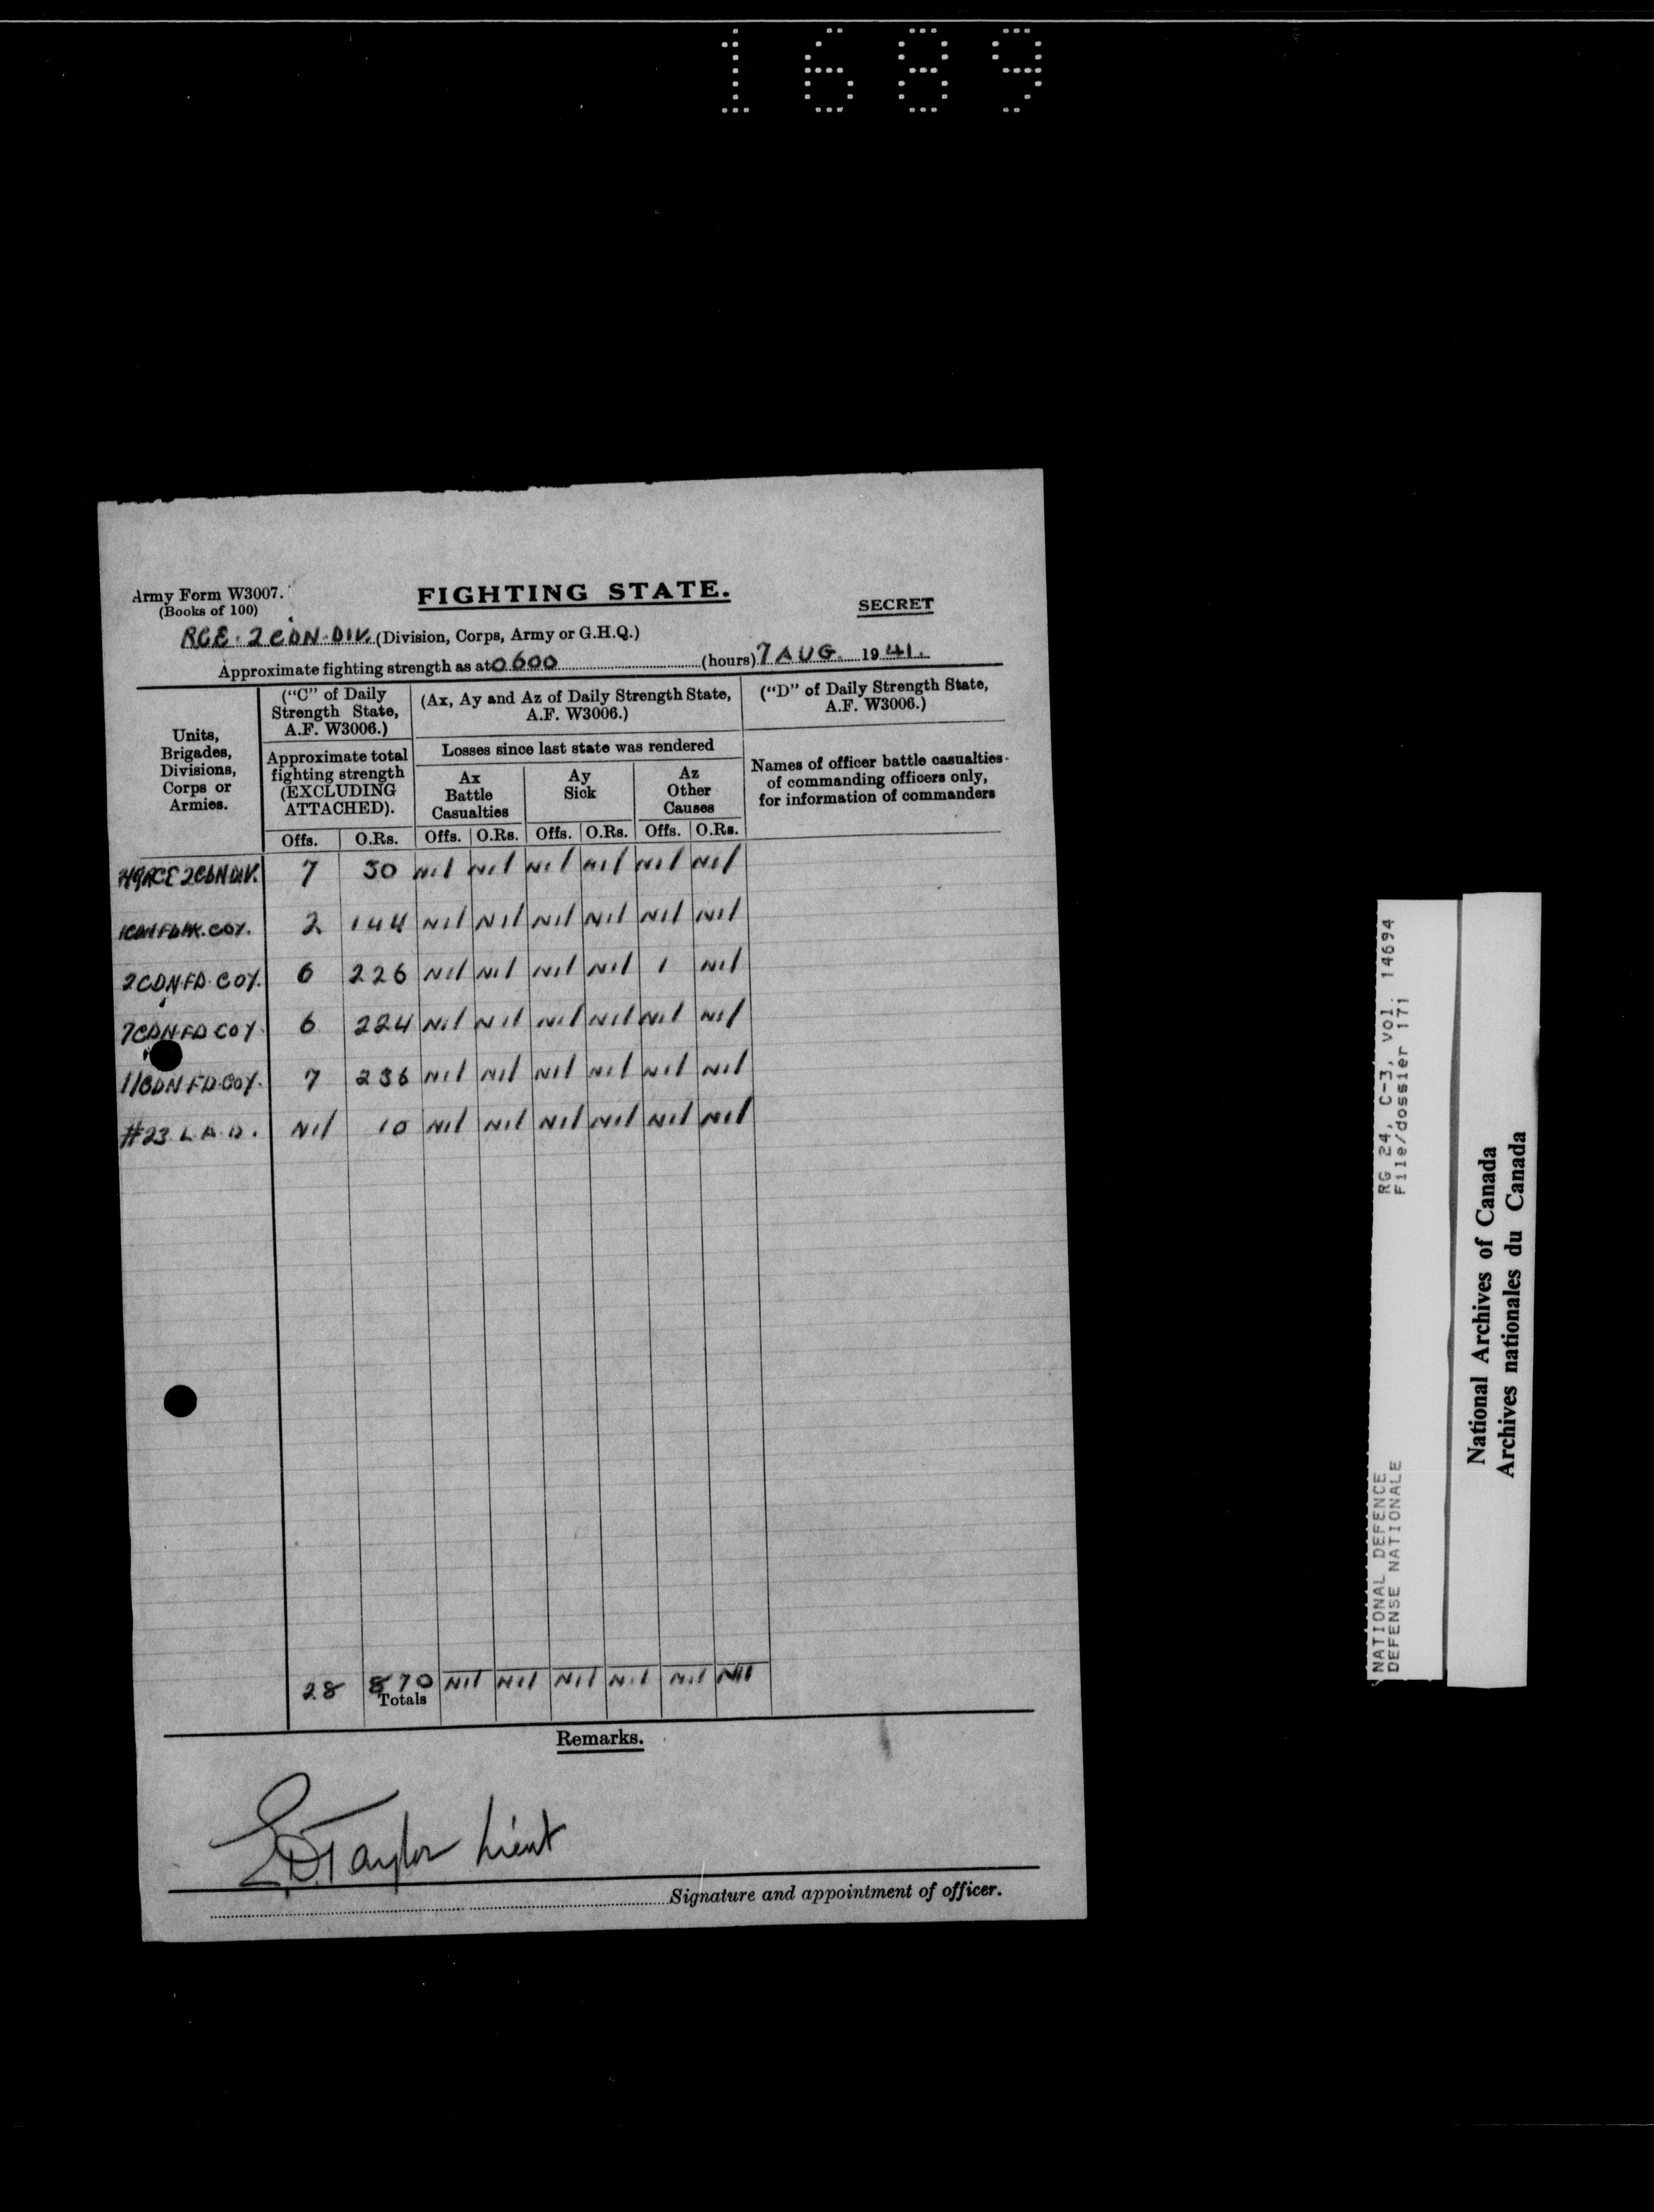 1689
Army Form W3007.
(Books of 100)
FIGHTING STATE.
SECRET
RCE. 2 CDN. DIV. (Division, Corps, Army or G.H.Q.)
Approximate fighting strength as at 0600 (hours) 7 AUG. 1941.
Units, Brigades, Divisions, Corps or Armies.
("C" of Daily Strength State, A.F. W3006.)
(Ax, Ay and Az of Daily Strength State, A.F. W3006.)
("D" of Daily Strength State, A.F. W3006.)
Approximate total fighting strength (EXCLUDING ATTACHED).
Losses since last state was rendered
Ax Battle Casualties
Ay Sick
Az Other Causes
Names of officer battle casualties of commanding officers only, for information of commanders
Offs. O.Rs. Offs. O.Rs. Offs. O.Rs. Offs. O.Rs.
HQ RCE 2 CDN DIV. 7 30 nil nil nil nil nil nil
1 CDN FD PK. COY. 2 144 Nil Nil Nil Nil Nil Nil
2 CDN. FD. COY. 6 226 Nil Nil Nil Nil 1 Nil
7 CDN. FD COY. 6 224 Nil Nil Nil Nil Nil Nil
11 CDN FD. COY. 7 236 Nil Nil Nil Nil Nil Nil
#23 L.A.D. Nil 10 Nil Nil Nil Nil Nil Nil
28 870 Nil Nil Nil Nil Nil Nil
Totals
Remarks.
E.D. Taylor Lieut
Signature and appointment of officer.
NATIONAL DEFENCE RG 24, C-3, Vol. 14694
DEFENSE NATIONALE File/dossier 17;
National Archives of Canada
Archives nationales du Canada